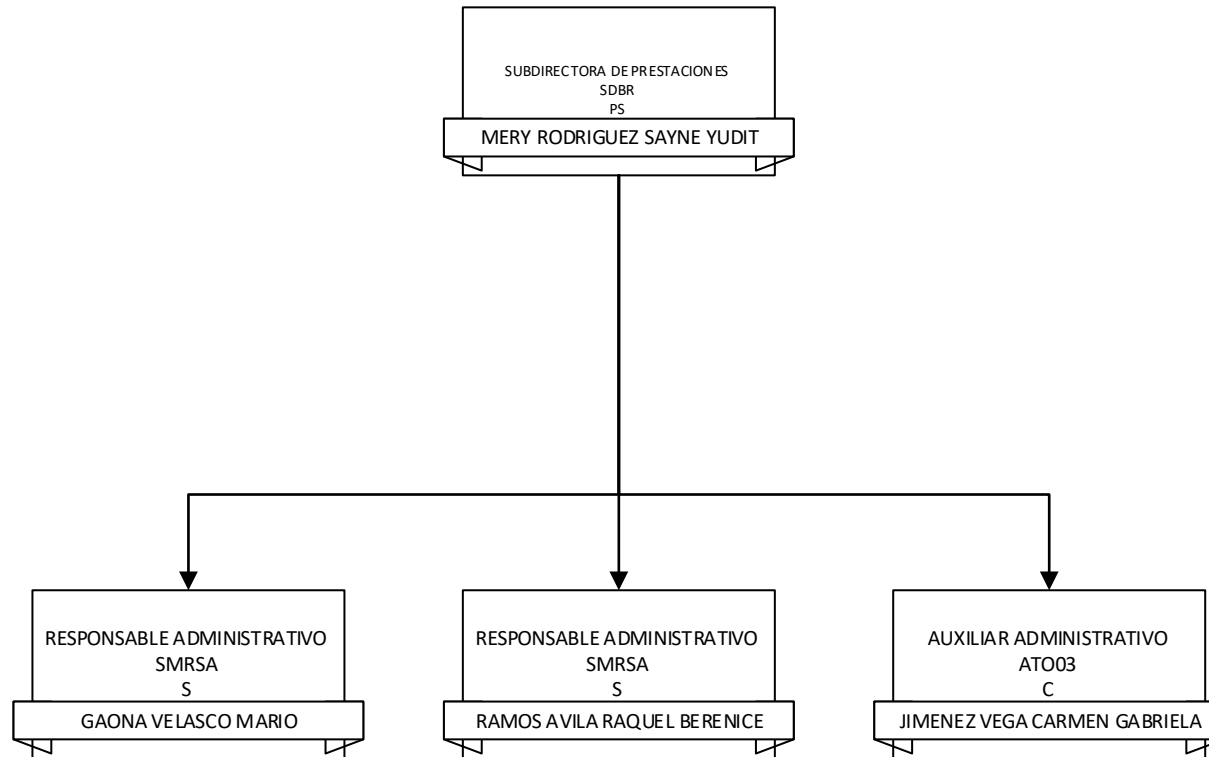 SUBDIRECTORA DE PRESTACIONES
SDBR
PS
MERY RODRIGUEZ SAYNE YUDIT
RESPONSABLE ADMINISTRATIVO
SMRSA
S
GAONA VELASCO MARIO
RESPONSABLE ADMINISTRATIVO
SMRSA
S
RAMOS AVILA RAQUEL BERENICE
AUXILIAR ADMINISTRATIVO
ATO03
C
JIMENEZ VEGA CARMEN GABRIELA